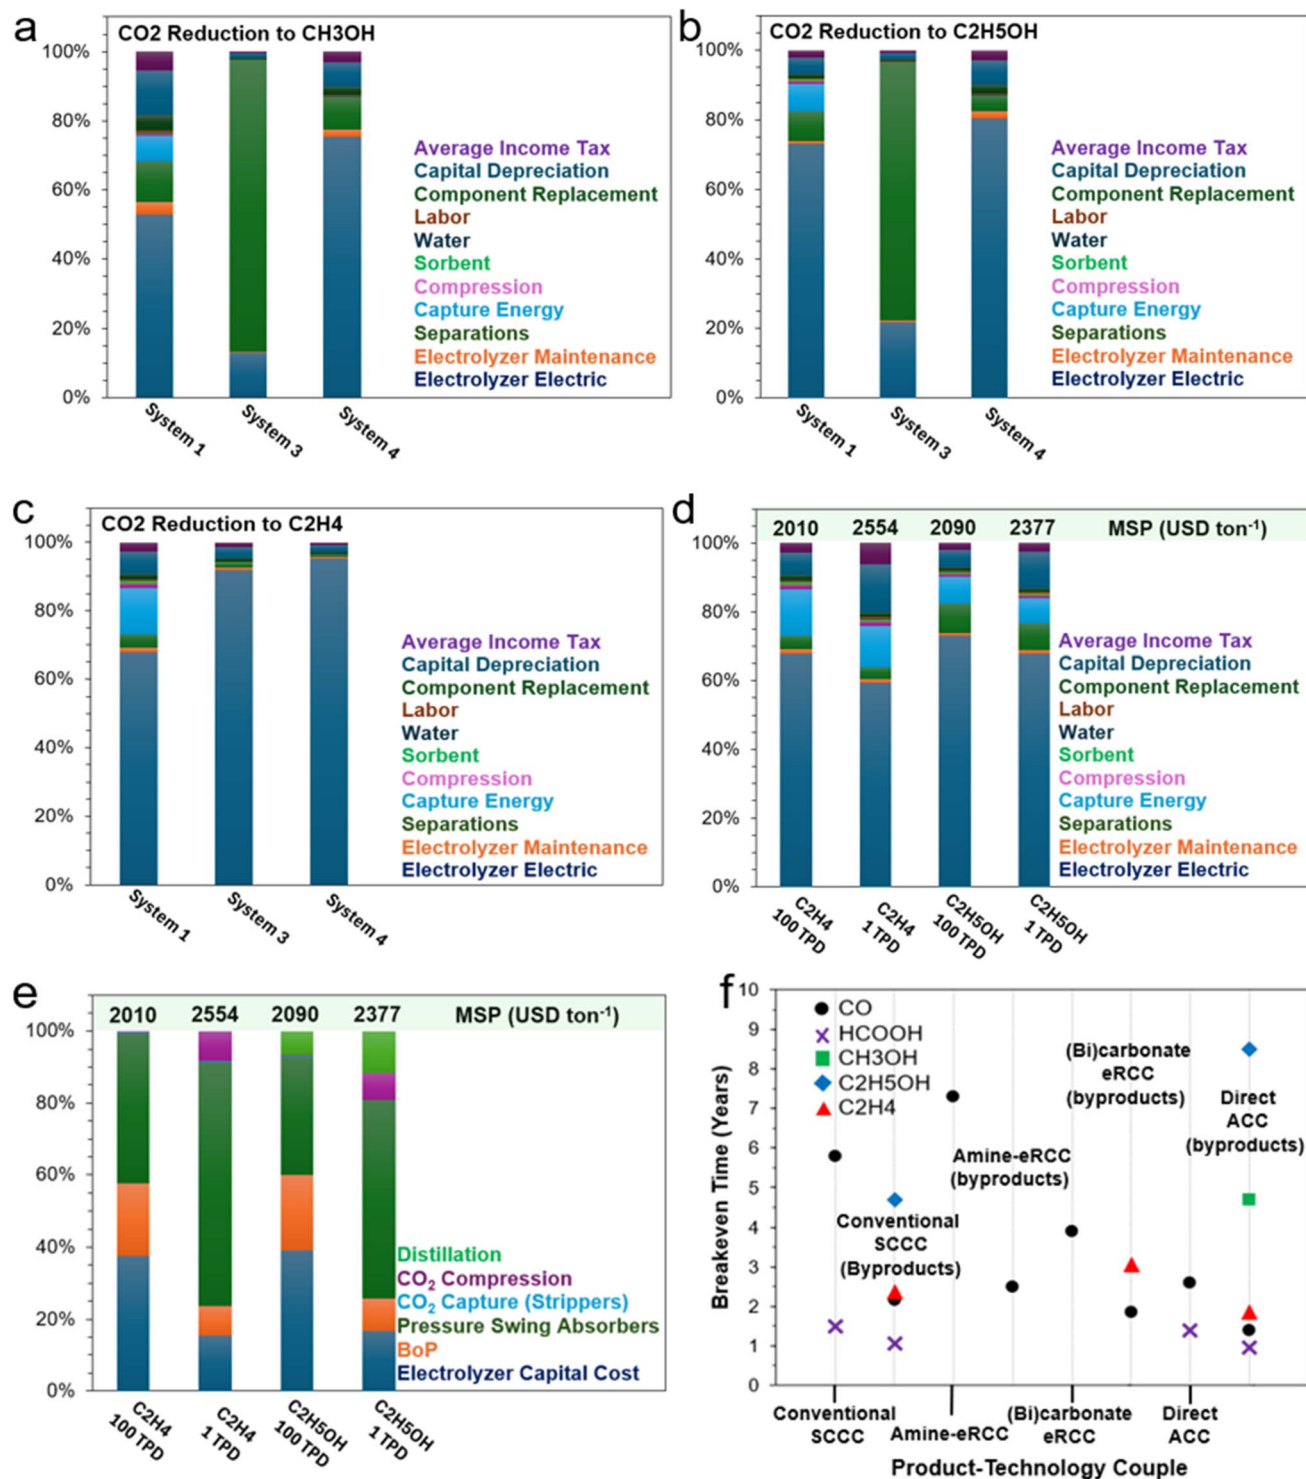 a
CO2 Reduction to CH3OH
100%
80%
60%
40%
20%
0%
Average Income Tax
Capital Depreciation
Component Replacement
Labor
Water
Sorbent
Compression
Capture Energy
Separations
Electrolyzer Maintenance
Electrolyzer Electric
System 1
System 3
System 4
b
CO2 Reduction to C2H5OH
100%
80%
60%
40%
20%
0%
Average Income Tax
Capital Depreciation
Component Replacement
Labor
Water
Sorbent
Compression
Capture Energy
Separations
Electrolyzer Maintenance
Electrolyzer Electric
System 1
System 3
System 4
c
CO2 Reduction to C2H4
100%
80%
60%
40%
20%
0%
Average Income Tax
Capital Depreciation
Component Replacement
Labor
Water
Sorbent
Compression
Capture Energy
Separations
Electrolyzer Maintenance
Electrolyzer Electric
System 1
System 3
System 4
d
2010 2554 2090 2377 MSP (USD ton⁻¹)
100%
80%
60%
40%
20%
0%
Average Income Tax
Capital Depreciation
Component Replacement
Labor
Water
Sorbent
Compression
Capture Energy
Separations
Electrolyzer Maintenance
Electrolyzer Electric
C2H4
100 TPD
C2H4
1 TPD
C2H5OH
100 TPD
C2H5OH
1 TPD
e
2010 2554 2090 2377 MSP (USD ton⁻¹)
100%
80%
60%
40%
20%
0%
Distillation
CO₂ Compression
CO₂ Capture (Strippers)
Pressure Swing Absorbers
BoP
Electrolyzer Capital Cost
C2H4
100 TPD
C2H4
1 TPD
C2H5OH
100 TPD
C2H5OH
1 TPD
f
Breakeven Time (Years)
10
9
8
7
6
5
4
3
2
1
0
CO
HCOOH
CH3OH
C2H5OH
C2H4
(Bi)carbonate
eRCC
(byproducts)
Direct
ACC
(byproducts)
Amine-eRCC
(byproducts)
Conventional
SCCC
(Byproducts)
Conventional
SCCC
Amine-eRCC
(Bi)carbonate
eRCC
Direct
ACC
Product-Technology Couple